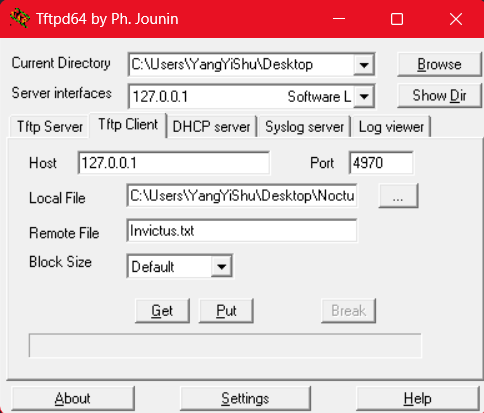 Tftpd64 by Ph. Jounin
Current Directory C:\Users\YangYiShu\Desktop Browse
Server interfaces 127.0.0.1 Software L Show Dir
Tftp Server Tftp Client DHCP server Syslog server Log viewer
Host 127.0.0.1 Port 4970
Local File C:\Users\YangYiShu\Desktop\Noctu ...
Remote File Invictus.txt
Block Size Default
Get Put Break
About Settings Help